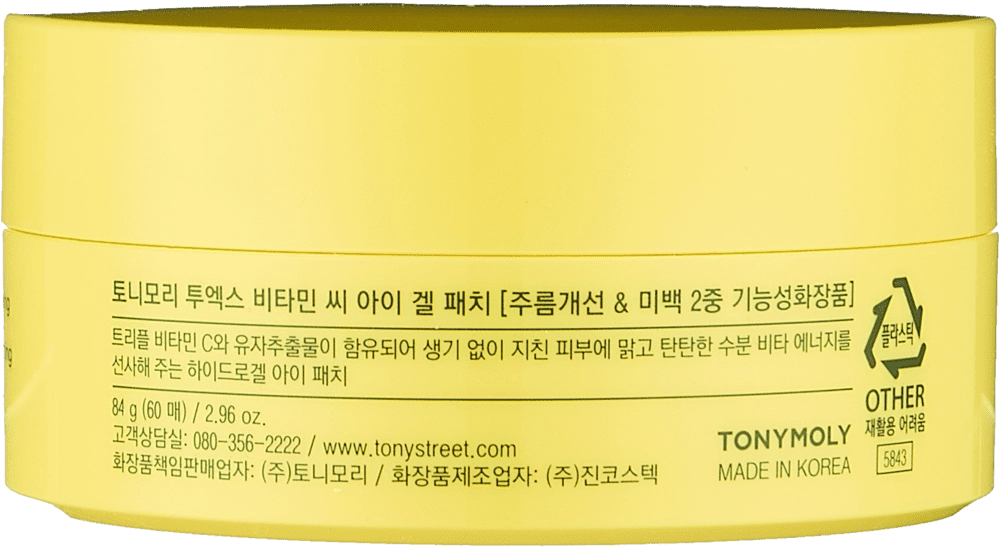 토니모리 투엑스 비타민 씨 아이 겔 패치 [주름개선 & 미백 2중 기능성화장품]
트리플 비타민 C와 유자추출물이 함유되어 생기 없이 지친 피부에 맑고 탄탄한 수분 비타 에너지를
선사해 주는 하이드로겔 아이 패치
84 g (60 매) / 2.96 oz.
고객상담실: 080-356-2222 / www.tonystreet.com
화장품책임판매업자: (주)토니모리 / 화장품제조업자: (주)진코스텍
TONYMOLY
MADE IN KOREA
플라스틱
OTHER
재활용 어려움
5843